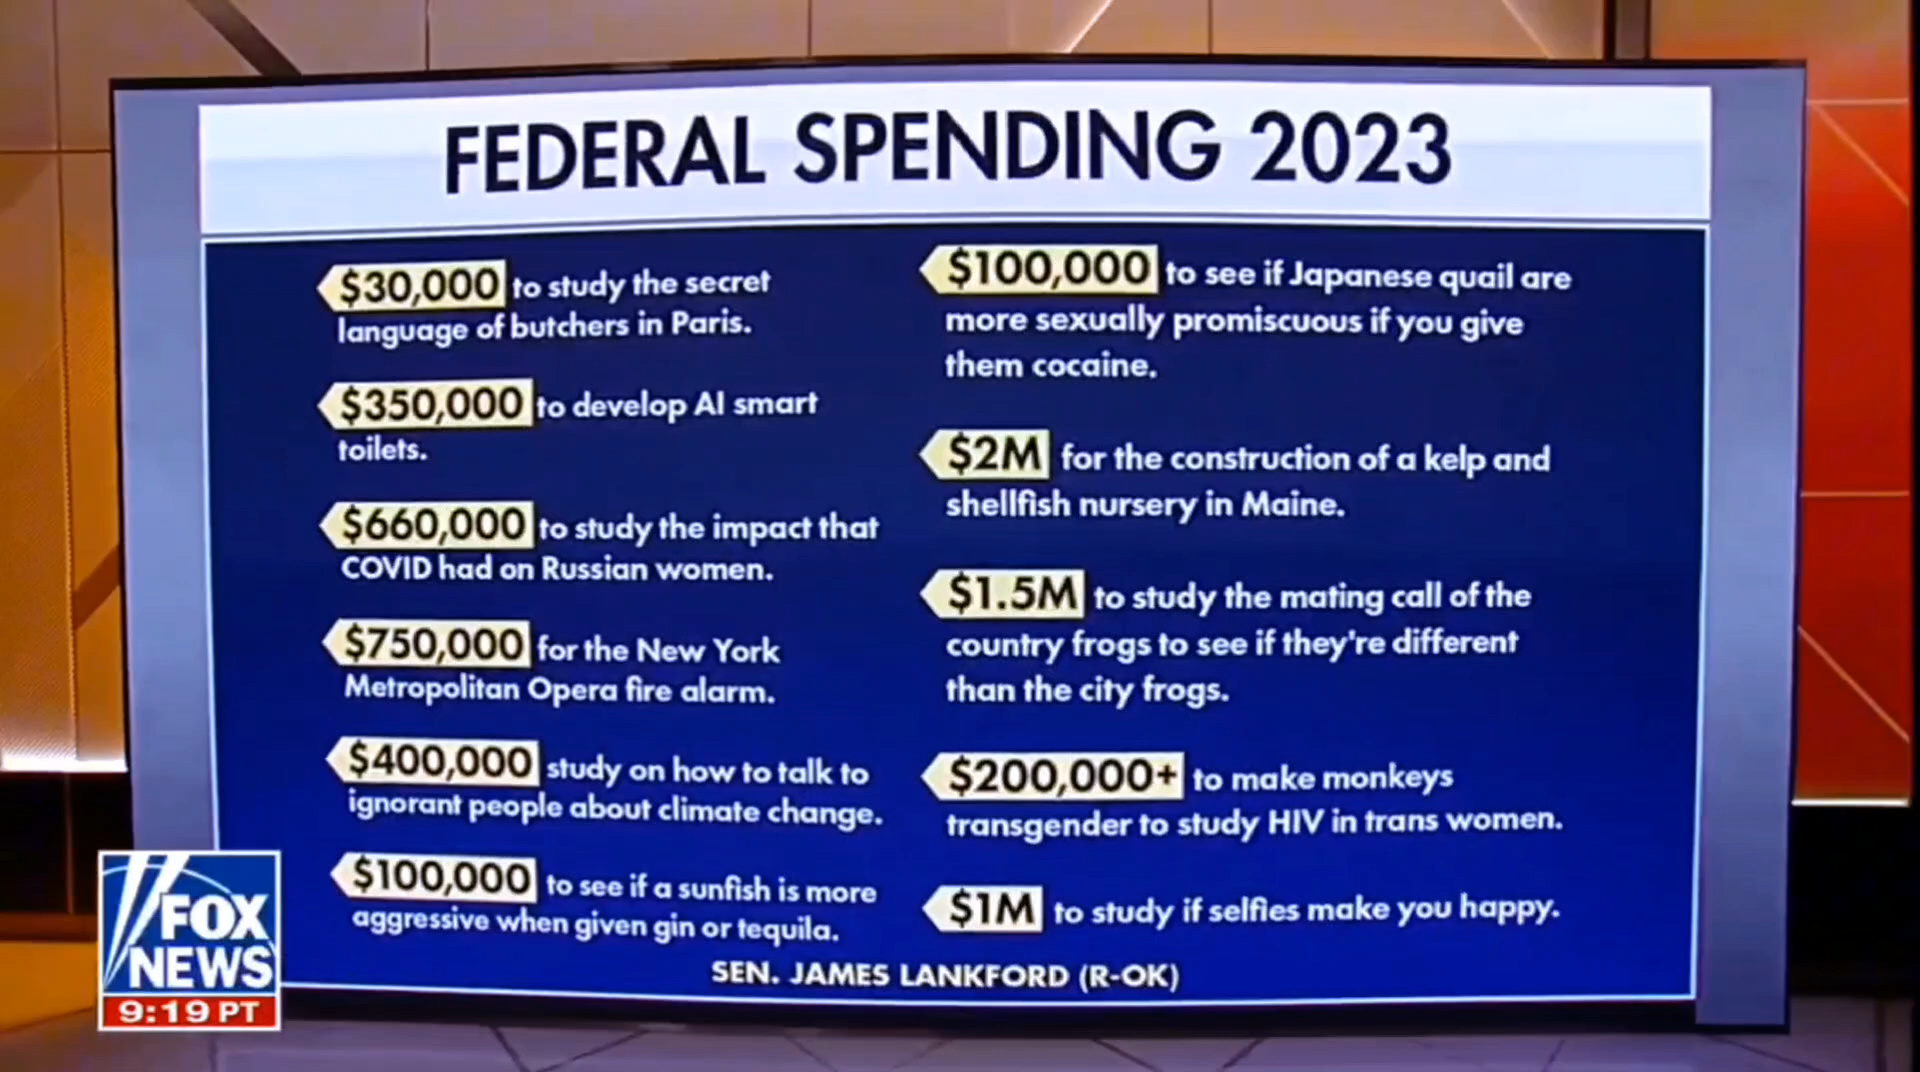 FEDERAL SPENDING 2023
$30,000 to study the secret
language of butchers in Paris.
$350,000 to develop AI smart
toilets.
$660,000 to study the impact that
COVID had on Russian women.
$750,000 for the New York
Metropolitan Opera fire alarm.
$400,000 study on how to talk to
ignorant people about climate change.
$100,000 to see if a sunfish is more
aggressive when given gin or tequila.
$100,000 to see if Japanese quail are
more sexually promiscuous if you give
them cocaine.
$2M for the construction of a kelp and
shellfish nursery in Maine.
$1.5M to study the mating call of the
country frogs to see if they're different
than the city frogs.
$200,000+ to make monkeys
transgender to study HIV in trans women.
$1M to study if selfies make you happy.
SEN. JAMES LANKFORD (R-OK)
FOX
NEWS
9:19 PT